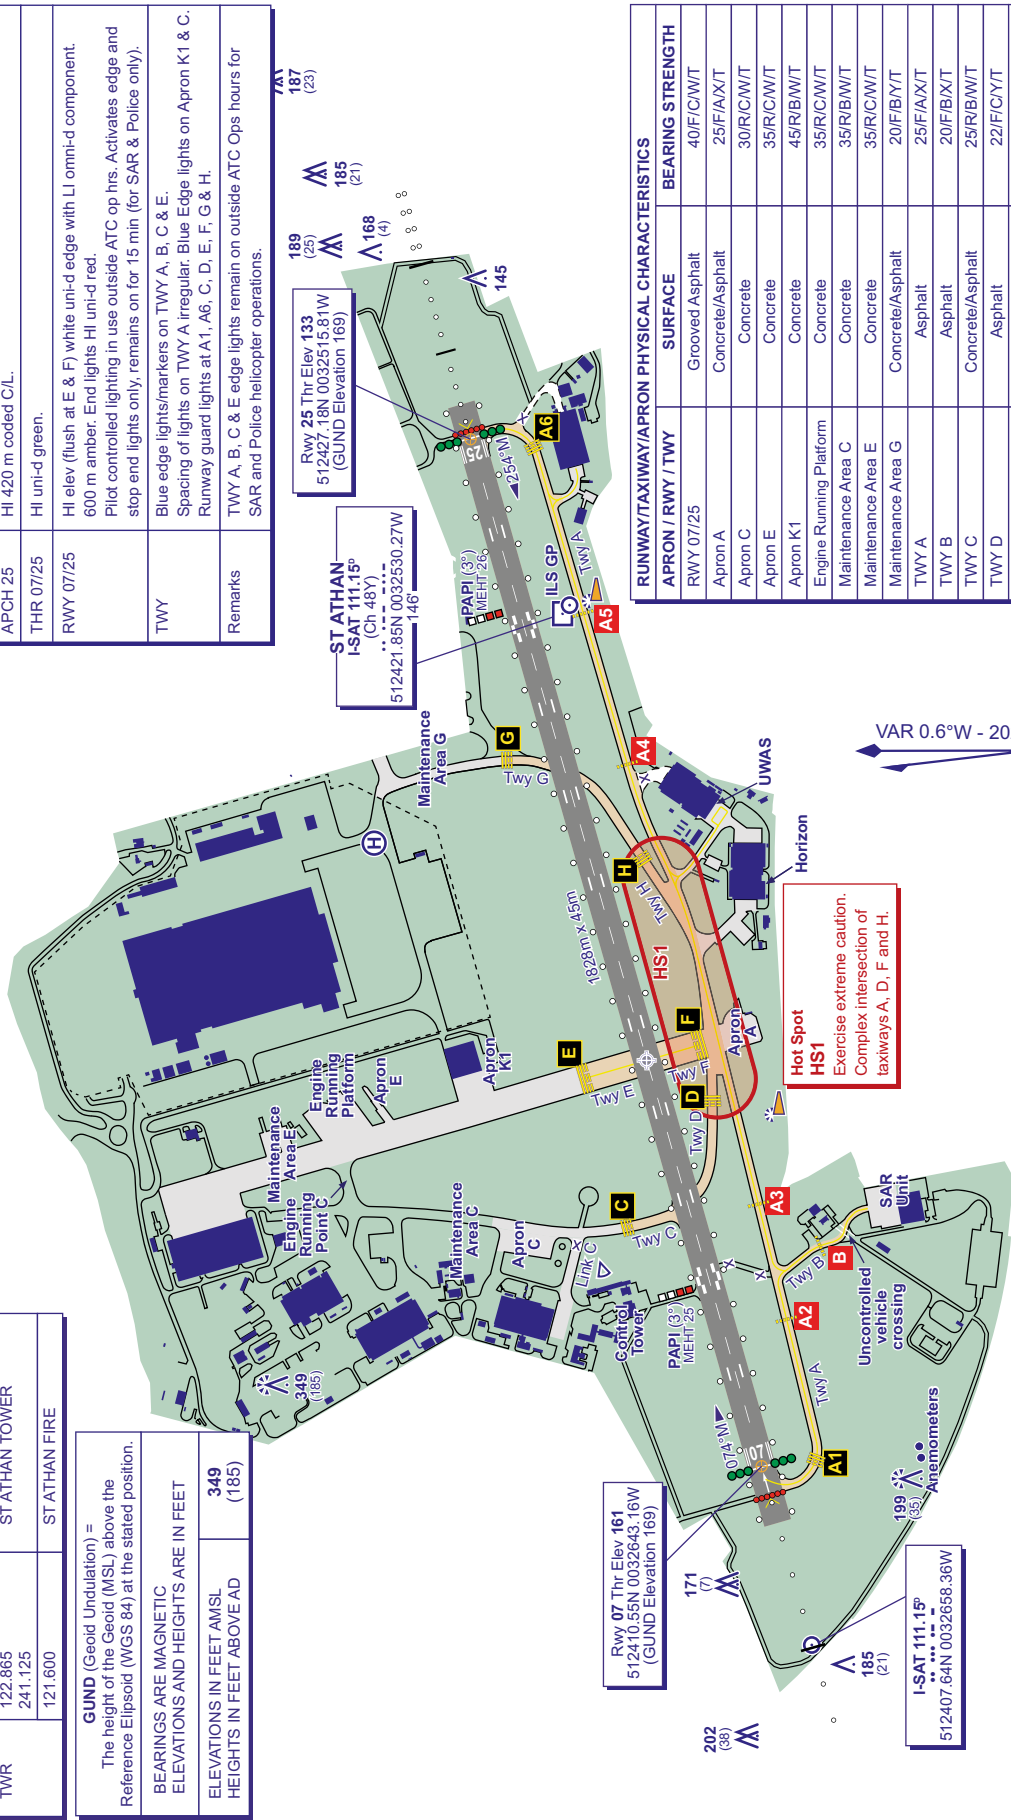 TWR
122.865
241.125
ST ATHAN TOWER
121.600
ST ATHAN FIRE
GUND (Geoid Undulation) =
The height of the Geoid (MSL) above the
Reference Elipsoid (WGS 84) at the stated position.
BEARINGS ARE MAGNETIC
ELEVATIONS AND HEIGHTS ARE IN FEET
ELEVATIONS IN FEET AMSL
HEIGHTS IN FEET ABOVE AD
349
(185)
APCH 25
HI 420 m coded C/L.
THR 07/25
HI uni-d green.
RWY 07/25
HI elev (flush at E & F) white uni-d edge with LI omni-d component.
600 m amber. End lights HI uni-d red.
Pilot controlled lighting in use outside ATC op hrs. Activates edge and
stop end lights only, remains on for 15 min (for SAR & Police only).
TWY
Blue edge lights/markers on TWY A, B, C & E.
Spacing of lights on TWY A irregular. Blue Edge lights on Apron K1 & C.
Runway guard lights at A1, A6, C, D, E, F, G & H.
Remarks
TWY A, B, C & E edge lights remain on outside ATC Ops hours for
SAR and Police helicopter operations.
187
(23)
185
(21)
189
(25)
168
(4)
145
Rwy 25 Thr Elev 133
512427.18N 0032515.81W
(GUND Elevation 169)
ST ATHAN
I-SAT 111.15º
(Ch 48Y)
512421.85N 0032530.27W
146'
PAPI (3°)
MEHT 26
ILS GP
25
254°M
A6
Twy A
A5
A4
G
Twy G
Maintenance
Area G
H
UWAS
Horizon
H
Twy H
HS1
1828m x 45m
E
Twy E
F
Twy F
D
Twy D
Apron
A
Apron
K1
Apron
E
Engine
Running
Platform
Maintenance
Area E
Engine
Running
Point C
Maintenance
Area C
Apron
C
Link C
C
Twy C
Control
Tower
PAPI (3°)
MEHT 25
A3
SAR
Unit
B
Twy B
Uncontrolled
vehicle
crossing
A2
Twy A
A1
07
074°M
349
(185)
Hot Spot
HS1
Exercise extreme caution.
Complex intersection of
taxiways A, D, F and H.
199
(35)
Anemometers
Rwy 07 Thr Elev 161
512410.55N 0032643.16W
(GUND Elevation 169)
171
(7)
185
(21)
202
(38)
I-SAT 111.15º
512407.64N 0032658.36W
VAR 0.6°W - 20
RUNWAY/TAXIWAY/APRON PHYSICAL CHARACTERISTICS
APRON / RWY / TWY SURFACE BEARING STRENGTH
RWY 07/25 Grooved Asphalt 40/F/C/W/T
Apron A Concrete/Asphalt 25/F/A/X/T
Apron C Concrete 30/R/C/W/T
Apron E Concrete 35/R/C/W/T
Apron K1 Concrete 45/R/B/W/T
Engine Running Platform Concrete 35/R/C/W/T
Maintenance Area C Concrete 35/R/B/W/T
Maintenance Area E Concrete 35/R/C/W/T
Maintenance Area G Concrete/Asphalt 20/F/B/Y/T
TWY A Asphalt 25/F/A/X/T
TWY B Asphalt 20/F/B/X/T
TWY C Concrete/Asphalt 25/R/B/W/T
TWY D Asphalt 22/F/C/Y/T